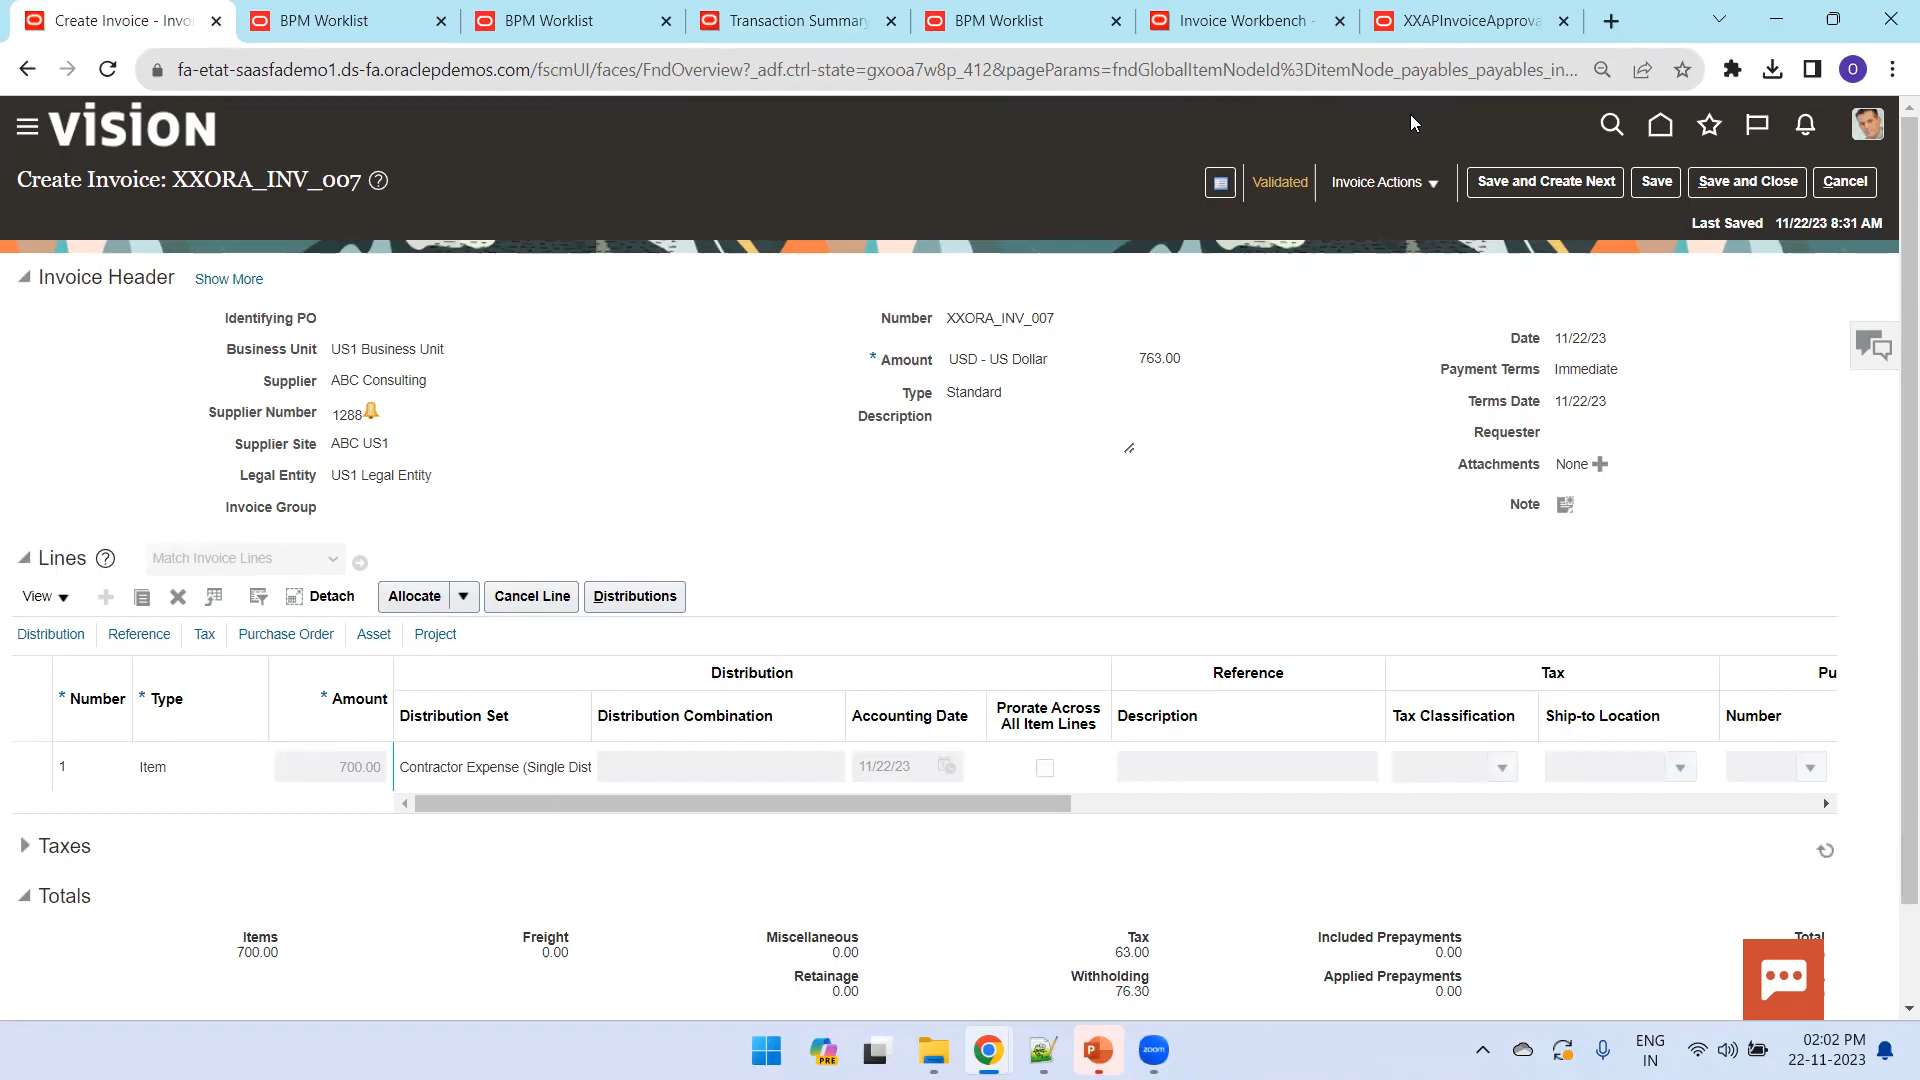 Create Invoice - Invo
BPM Worklist
BPM Worklist
Transaction Summary
BPM Worklist
Invoice Workbench -
XXAPInvoiceApprova
fa-etat-saasfademo1.ds-fa.oraclepdemos.com/fscmUI/faces/FndOverview?_adf.ctrl-state=gxooa7w8p_412&pageParams=fndGlobalItemNodeId%3DitemNode_payables_payables_in...
O
VISION
Create Invoice: XXORA_INV_007
Validated
Invoice Actions
Save and Create Next
Save
Save and Close
Cancel
Last Saved 11/22/23 8:31 AM
Invoice Header
Show More
Identifying PO
Business Unit US1 Business Unit
Supplier ABC Consulting
Supplier Number 1288
Supplier Site ABC US1
Legal Entity US1 Legal Entity
Invoice Group
Number XXORA_INV_007
* Amount USD - US Dollar 763.00
Type Standard
Description
Date 11/22/23
Payment Terms Immediate
Terms Date 11/22/23
Requester
Attachments None
Note
Lines
Match Invoice Lines
View
Detach
Allocate
Cancel Line
Distributions
Distribution
Reference
Tax
Purchase Order
Asset
Project
Distribution
Reference
Tax
Pu
* Number
* Type
* Amount
Distribution Set
Distribution Combination
Accounting Date
Prorate Across
All Item Lines
Description
Tax Classification
Ship-to Location
Number
1
Item
700.00
Contractor Expense (Single Dist
11/22/23
Taxes
Totals
Items
700.00
Freight
0.00
Miscellaneous
0.00
Tax
63.00
Included Prepayments
0.00
Total
Retainage
0.00
Withholding
76.30
Applied Prepayments
0.00
PRE
zoom
ENG
IN
02:02 PM
22-11-2023